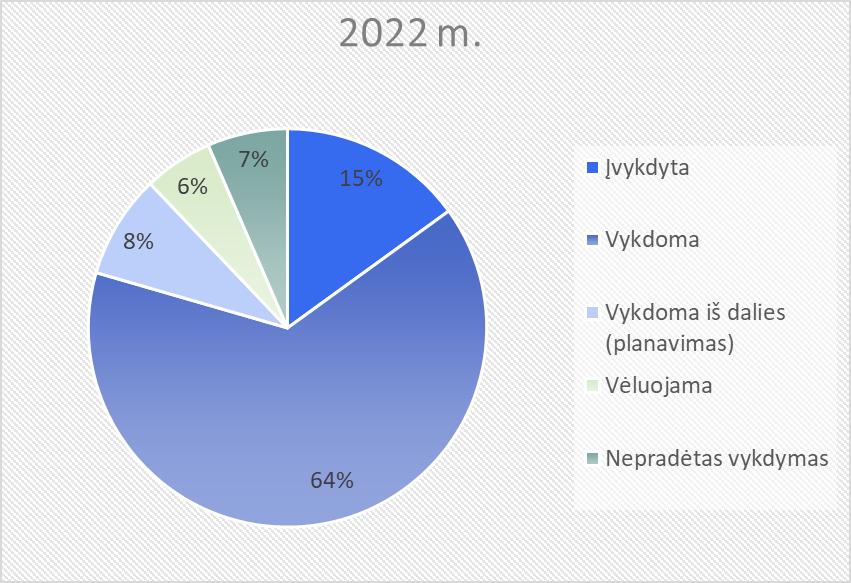 2022 m.
15%
64%
8%
6%
7%
Įvykdyta
Vykdoma
Vykdoma iš dalies
(planavimas)
Vėluojama
Nepradėtas vykdymas